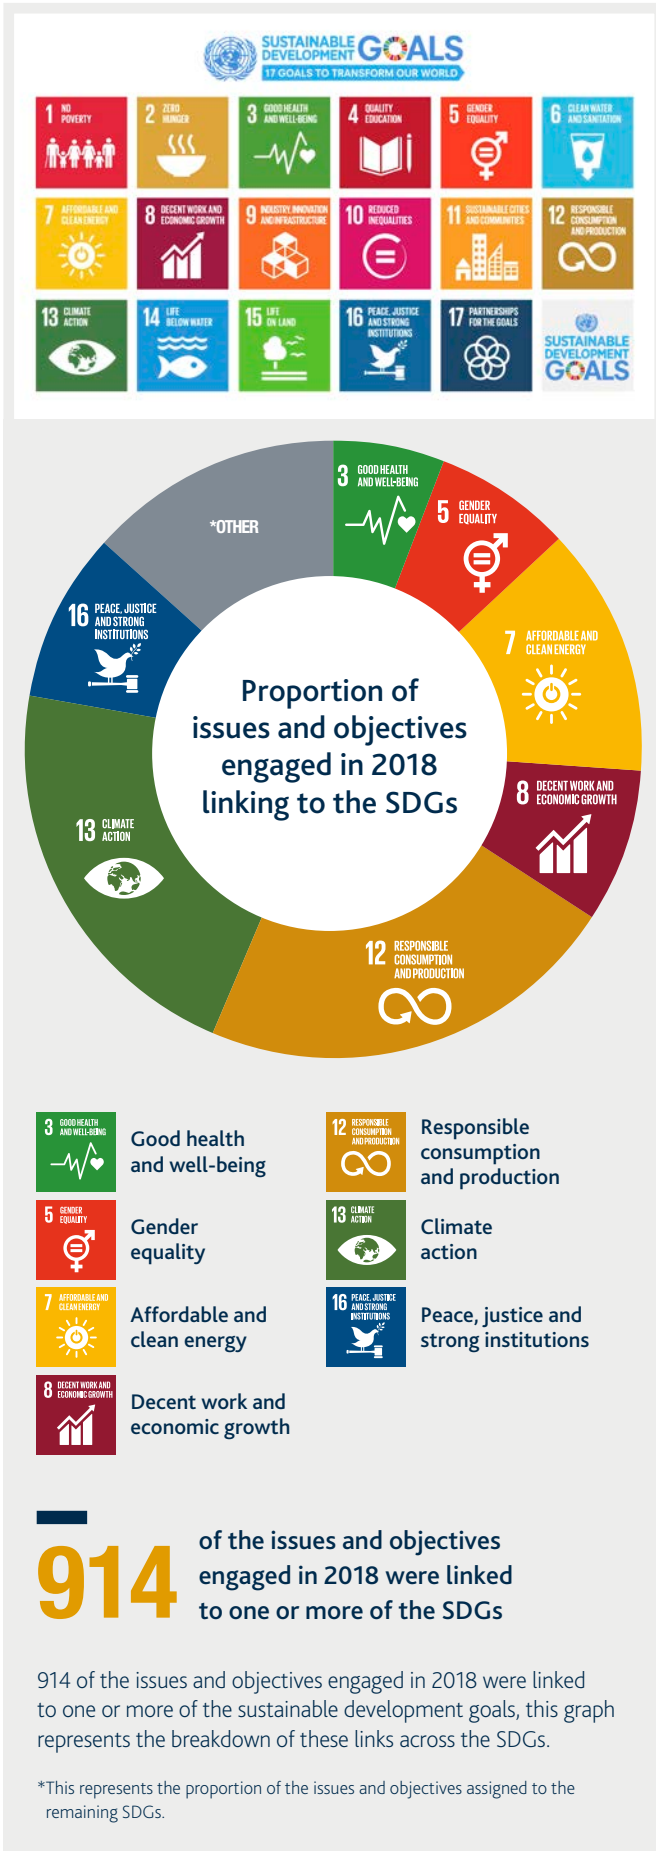 SUSTAINABLE
DEVELOPMENT GOALS
17 GOALS TO TRANSFORM OUR WORLD
1 NO
POVERTY
2 ZERO
HUNGER
3 GOOD HEALTH
AND WELL-BEING
4 QUALITY
EDUCATION
5 GENDER
EQUALITY
6 CLEAN WATER
AND SANITATION
7 AFFORDABLE AND
CLEAN ENERGY
8 DECENT WORK AND
ECONOMIC GROWTH
9 INDUSTRY, INNOVATION
AND INFRASTRUCTURE
10 REDUCED
INEQUALITIES
11 SUSTAINABLE CITIES
AND COMMUNITIES
12 RESPONSIBLE
CONSUMPTION
AND PRODUCTION
13 CLIMATE
ACTION
14 LIFE
BELOW WATER
15 LIFE
ON LAND
16 PEACE, JUSTICE
AND STRONG
INSTITUTIONS
17 PARTNERSHIPS
FOR THE GOALS
SUSTAINABLE
DEVELOPMENT
GOALS
3 GOOD HEALTH
AND WELL-BEING
5 GENDER
EQUALITY
*OTHER
16 PEACE, JUSTICE
AND STRONG
INSTITUTIONS
7 AFFORDABLE AND
CLEAN ENERGY
Proportion of
issues and objectives
engaged in 2018
linking to the SDGs
8 DECENT WORK AND
ECONOMIC GROWTH
13 CLIMATE
ACTION
12 RESPONSIBLE
CONSUMPTION
AND PRODUCTION
3 GOOD HEALTH
AND WELL-BEING
Good health
and well-being
12 RESPONSIBLE
CONSUMPTION
AND PRODUCTION
Responsible
consumption
and production
5 GENDER
EQUALITY
Gender
equality
13 CLIMATE
ACTION
Climate
action
7 AFFORDABLE AND
CLEAN ENERGY
Affordable and
clean energy
16 PEACE, JUSTICE
AND STRONG
INSTITUTIONS
Peace, justice and
strong institutions
8 DECENT WORK AND
ECONOMIC GROWTH
Decent work and
economic growth
914
of the issues and objectives
engaged in 2018 were linked
to one or more of the SDGs
914 of the issues and objectives engaged in 2018 were linked
to one or more of the sustainable development goals, this graph
represents the breakdown of these links across the SDGs.
*This represents the proportion of the issues and objectives assigned to the
remaining SDGs.